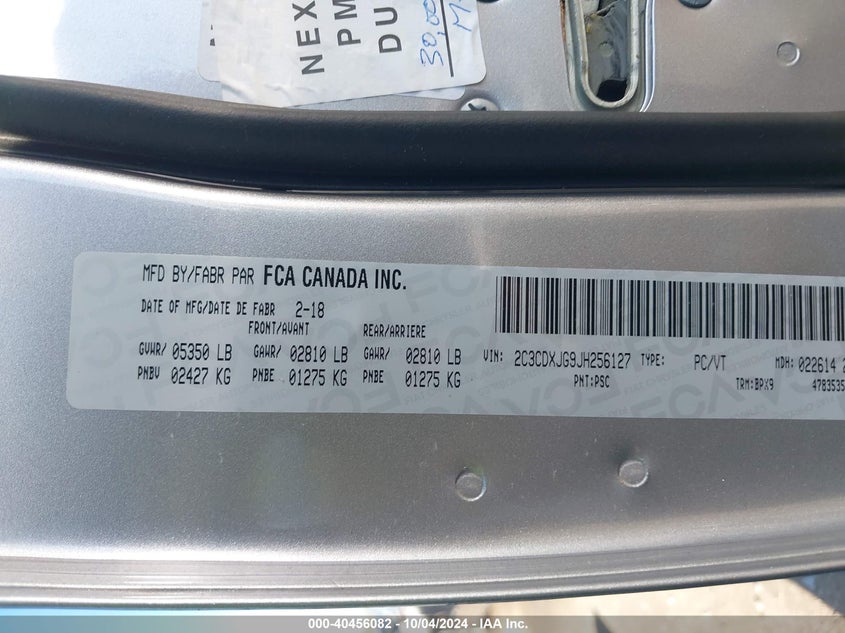 NEX
PM
DU
30,00
MFD BY/FABR PAR FCA CANADA INC.
DATE OF MFG/DATE DE FABR 2-18
FRONT/AVANT REAR/ARRIERE
GVWR/ 05350 LB GAWR/ 02810 LB GAWR/ 02810 LB
PNBV 02427 KG PNBE 01275 KG PNBE 01275 KG
VIN: 2C3CDXJG9JH256127 TYPE: PC/VT MDH: 022614 2
PNT:PSC TRM:BPX9 4783535
000-40456082 - 10/04/2024 - IAA Inc.